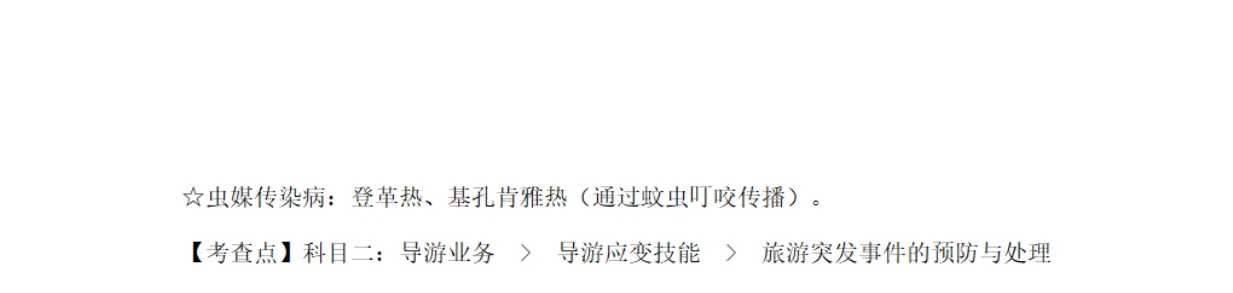 ☆虫媒传染病：登革热、基孔肯雅热（通过蚊虫叮咬传播）。
【考查点】科目二：导游业务 > 导游应变技能 > 旅游突发事件的预防与处理